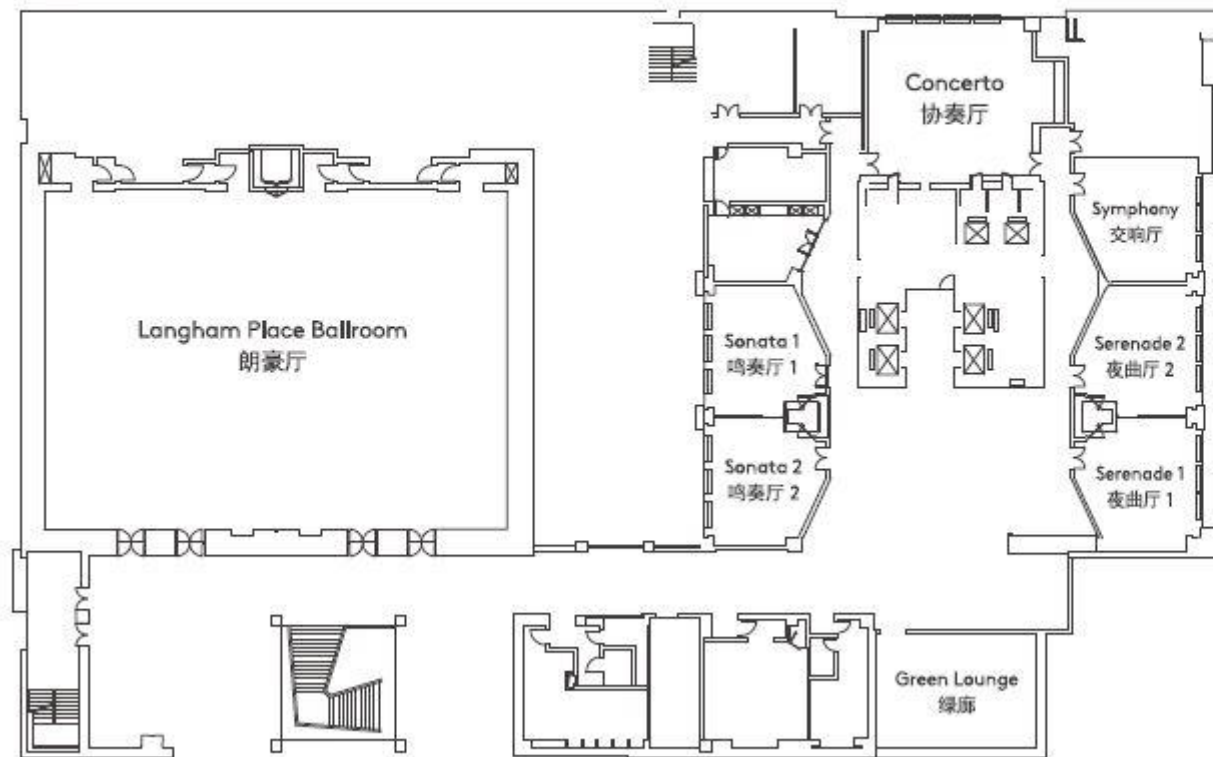 Concerto
协奏厅
Symphony
交响厅
Langham Place Ballroom
朗豪厅
Sonata 1
鸣奏厅 1
Serenade 2
夜曲厅 2
Sonata 2
鸣奏厅 2
Serenade 1
夜曲厅 1
Green Lounge
绿廊